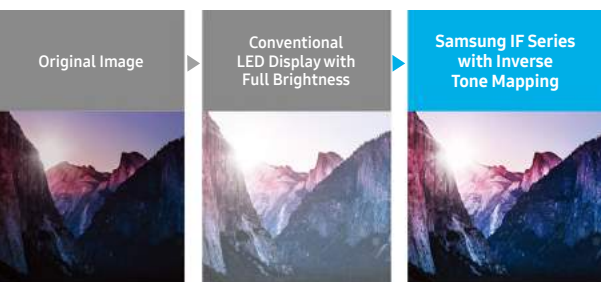 Original Image
Conventional
LED Display with
Full Brightness
Samsung IF Series
with Inverse
Tone Mapping